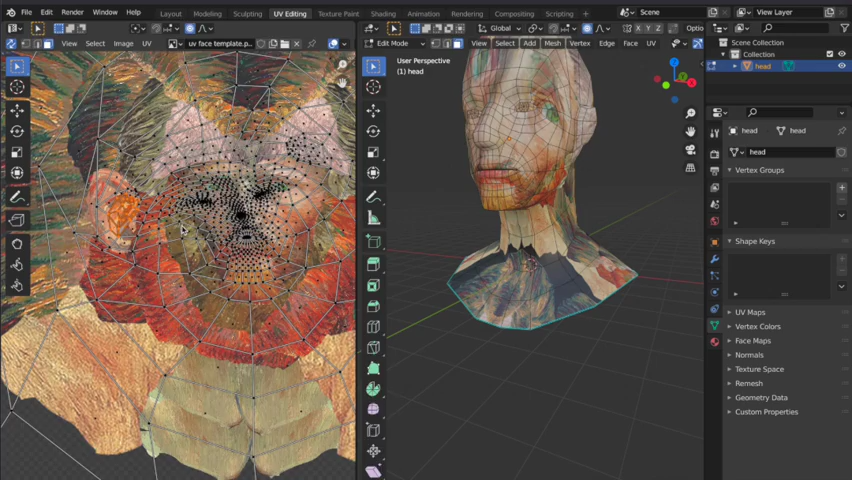 File Edit Render Window Help Layout Modeling Sculpting UV Editing Texture Paint Shading Animation Rendering Compositing Scripting Scene View Layer
View Select Image UV uv face template.p... Edit Mode View Select Add Mesh Vertex Edge Face UV Global Optio
User Perspective
(1) head
Z
Y
X
Scene Collection
Collection
head
head head
head
Vertex Groups
Shape Keys
UV Maps
Vertex Colors
Face Maps
Normals
Texture Space
Remesh
Geometry Data
Custom Properties